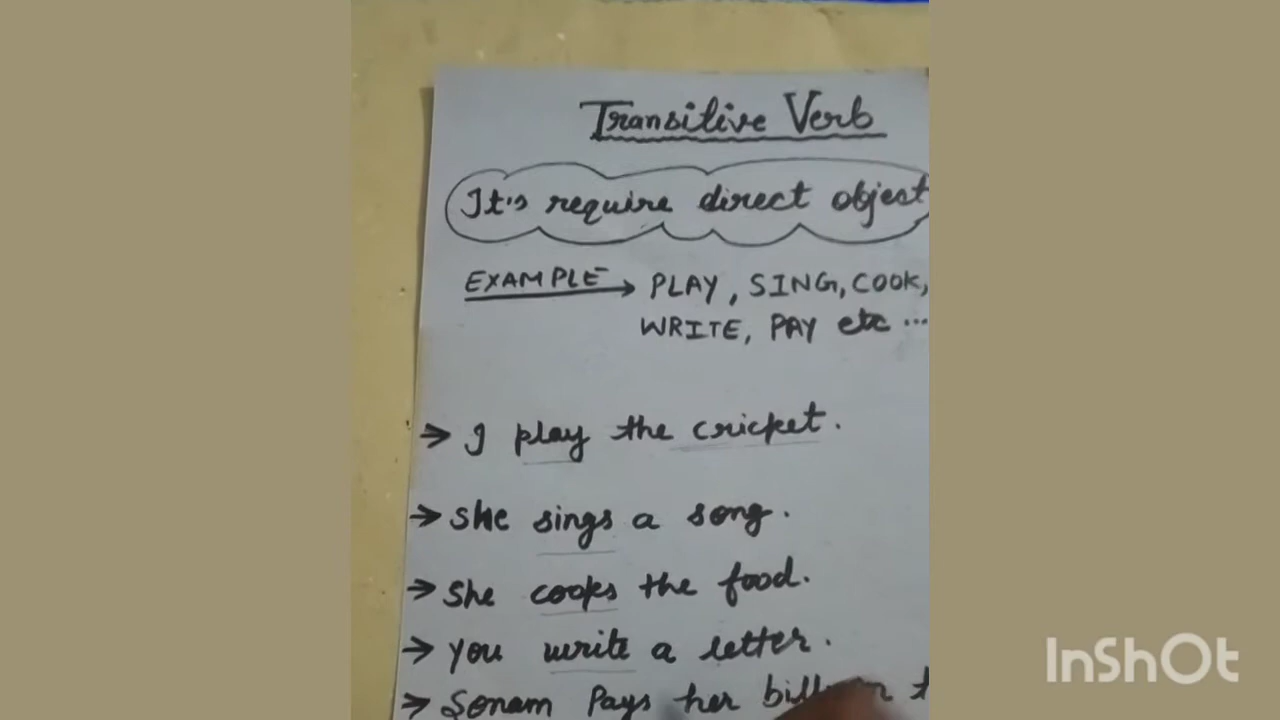 Transitive Verb
It's require direct object
EXAMPLE → PLAY, SING, COOK,
WRITE, PAY etc ...
→ I play the cricket.
→ She sings a song.
→ She cooks the food.
→ you write a letter.
→ Sonam Pays her bill
InShOt